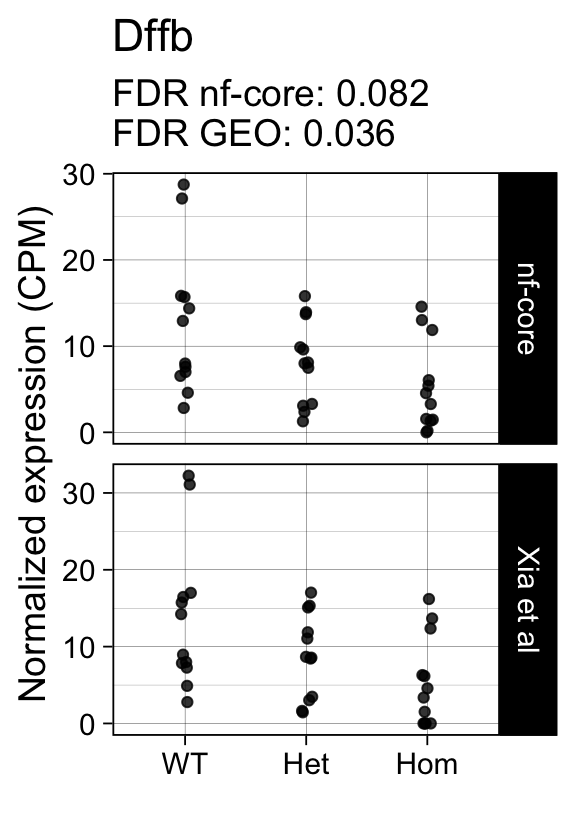 Dffb
FDR nf-core: 0.082
FDR GEO: 0.036
Normalized expression (CPM)
30
20
10
0
nf-core
30
20
10
0
Xia et al
WT Het Hom